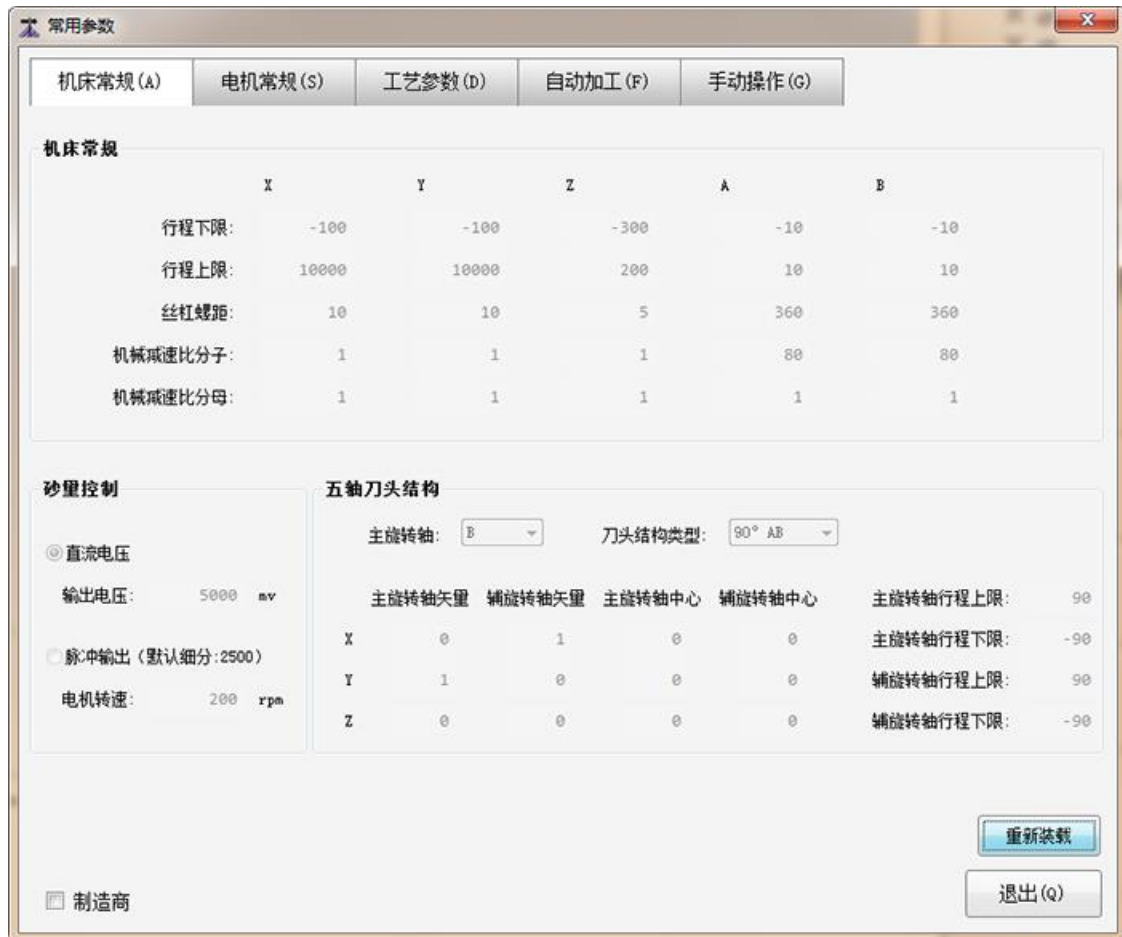 常用参数
机床常规(A) 电机常规(S) 工艺参数(D) 自动加工(F) 手动操作(G)
机床常规
X Y Z A B
行程下限: -100 -100 -300 -10 -10
行程上限: 10000 10000 200 10 10
丝杠螺距: 10 10 5 360 360
机械减速比分子: 1 1 1 80 80
机械减速比分母: 1 1 1 1 1
砂量控制
直流电压
输出电压: 5000 mv
脉冲输出(默认细分:2500)
电机转速: 200 rpm
五轴刀头结构
主旋转轴: B 刀头结构类型: 90° AB
主旋转轴矢量 辅旋转轴矢量 主旋转轴中心 辅旋转轴中心 主旋转轴行程上限: 90
X 0 1 0 0 主旋转轴行程下限: -90
Y 1 0 0 0 辅旋转轴行程上限: 90
Z 0 0 0 0 辅旋转轴行程下限: -90
重新装载
制造商
退出(Q)